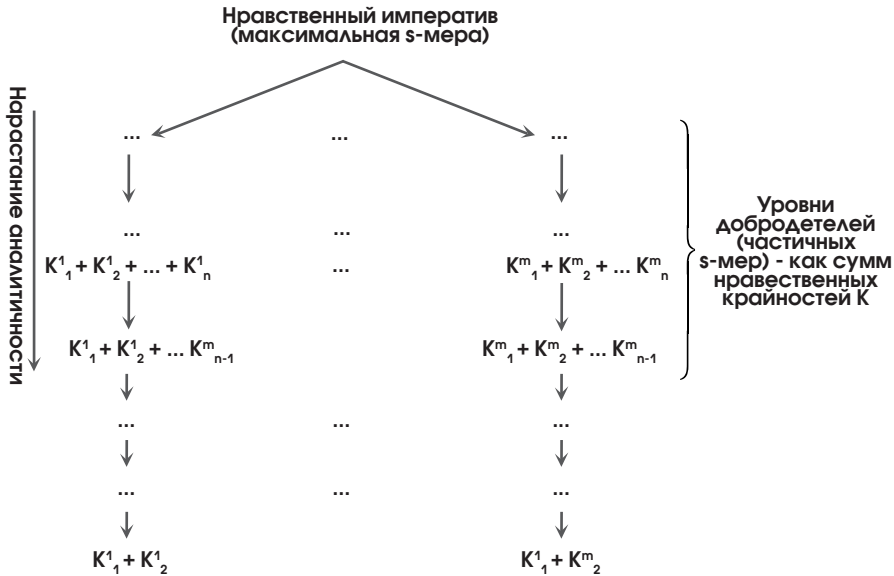 Нравственный императив
(максимальная s-мера)
Нарастание аналитичности
... ... ...
... ... ...
K¹₁ + K¹₂ + ... + K¹ₙ ... Kᵐ₁ + Kᵐ₂ + ... Kᵐₙ
K¹₁ + K¹₂ + ... Kᵐₙ₋₁ Kᵐ₁ + Kᵐ₂ + ... Kᵐₙ₋₁
... ... ...
... ... ...
K¹₁ + K¹₂ K¹₁ + Kᵐ₂
Уровни
добродетелей
(частичных
s-мер) - как сумм
нравественных
крайностей К